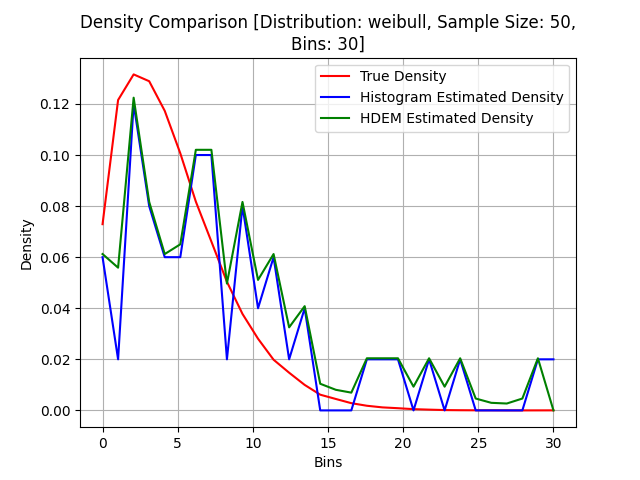 Density Comparison [Distribution: weibull, Sample Size: 50,
Bins: 30]
True Density
Histogram Estimated Density
HDEM Estimated Density
Density
0.12
0.10
0.08
0.06
0.04
0.02
0.00
0 5 10 15 20 25 30
Bins